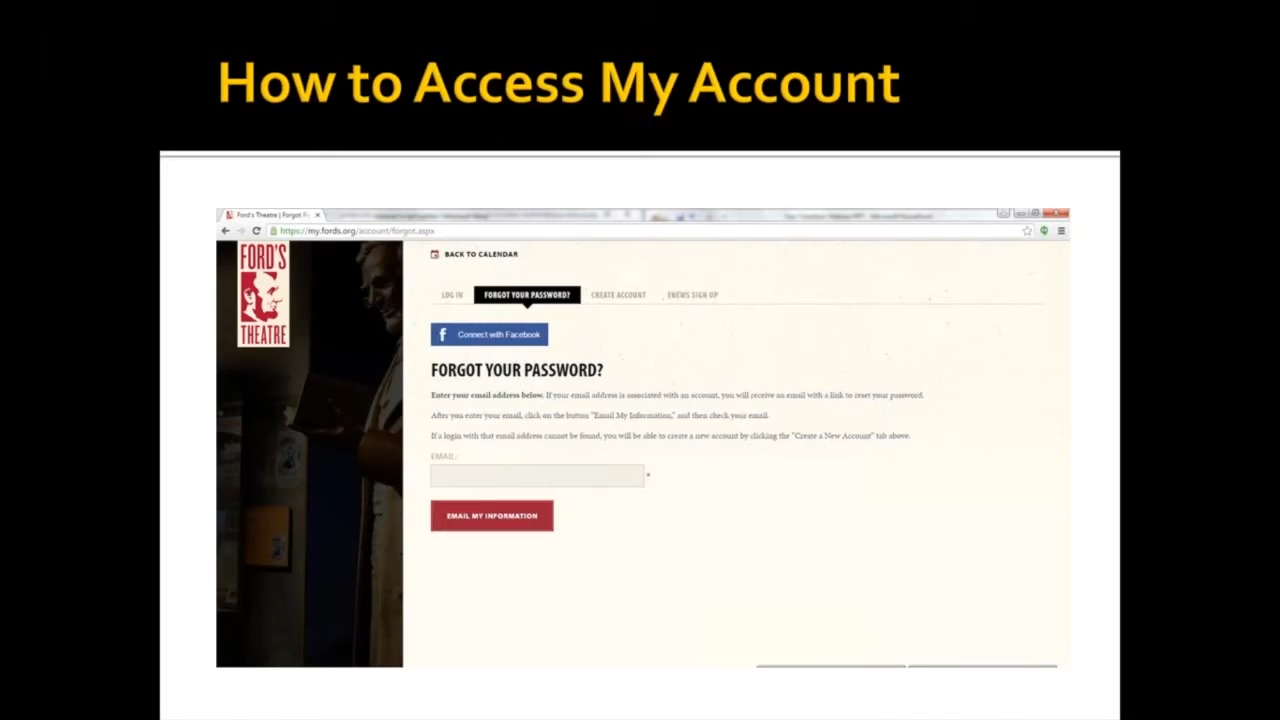 How to Access My Account
Ford's Theatre | Forgot P
https://my.fords.org/account/forgot.aspx
FORD'S
THEATRE
BACK TO CALENDAR
LOG IN FORGOT YOUR PASSWORD? CREATE ACCOUNT ENEWS SIGN UP
f Connect with Facebook
FORGOT YOUR PASSWORD?
Enter your email address below. If your email address is associated with an account, you will receive an email with a link to reset your password.
After you enter your email, click on the button "Email My Information," and then check your email.
If a login with that email address cannot be found, you will be able to create a new account by clicking the "Create a New Account" tab above.
EMAIL:
*
EMAIL MY INFORMATION